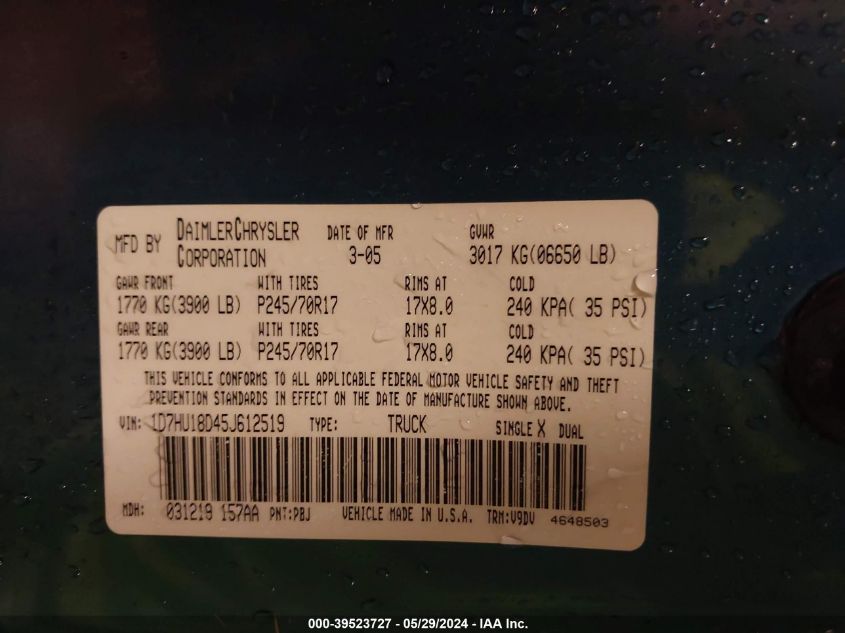 MFD BY DAIMLERCHRYSLER CORPORATION DATE OF MFR 3-05 GVWR 3017 KG(06650 LB)
GAWR FRONT WITH TIRES RIMS AT COLD
1770 KG(3900 LB) P245/70R17 17X8.0 240 KPA( 35 PSI)
GAWR REAR WITH TIRES RIMS AT COLD
1770 KG(3900 LB) P245/70R17 17X8.0 240 KPA( 35 PSI)
THIS VEHICLE CONFORMS TO ALL APPLICABLE FEDERAL MOTOR VEHICLE SAFETY AND THEFT
PREVENTION STANDARDS IN EFFECT ON THE DATE OF MANUFACTURE SHOWN ABOVE.
VIN: 1D7HU18D45J612519 TYPE: TRUCK SINGLE X DUAL
MDH: 031219 157AA PNT:PBJ VEHICLE MADE IN U.S.A. TRM:V9DV 4648503
000-39523727 - 05/29/2024 - IAA Inc.